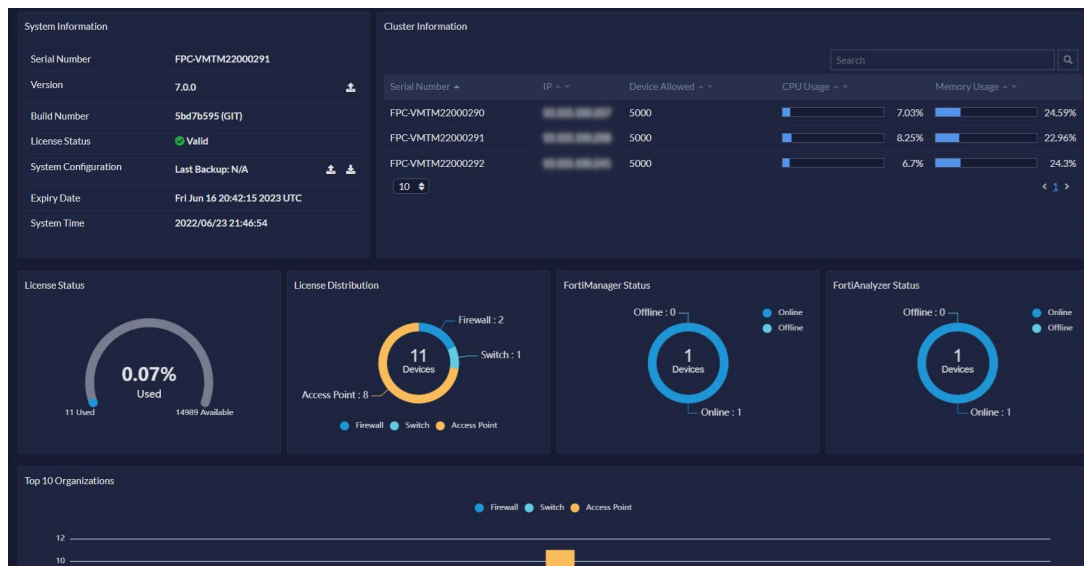 System Information
Serial Number FPC-VMTM22000291
Version 7.0.0
Build Number 5bd7b595 (GIT)
License Status Valid
System Configuration Last Backup: N/A
Expiry Date Fri Jun 16 20:42:15 2023 UTC
System Time 2022/06/23 21:46:54
Cluster Information
Search
Serial Number IP Device Allowed CPU Usage Memory Usage
FPC-VMTM22000290 5000 7.03% 24.59%
FPC-VMTM22000291 5000 8.25% 22.96%
FPC-VMTM22000292 5000 6.7% 24.3%
10 1
License Status
0.07%
Used
11 Used 14989 Available
License Distribution
Firewall : 2
11
Devices
Switch : 1
Access Point : 8
Firewall Switch Access Point
FortiManager Status
Offline : 0
Online
Offline
1
Devices
Online : 1
FortiAnalyzer Status
Offline : 0
Online
Offline
1
Devices
Online : 1
Top 10 Organizations
Firewall Switch Access Point
12
10